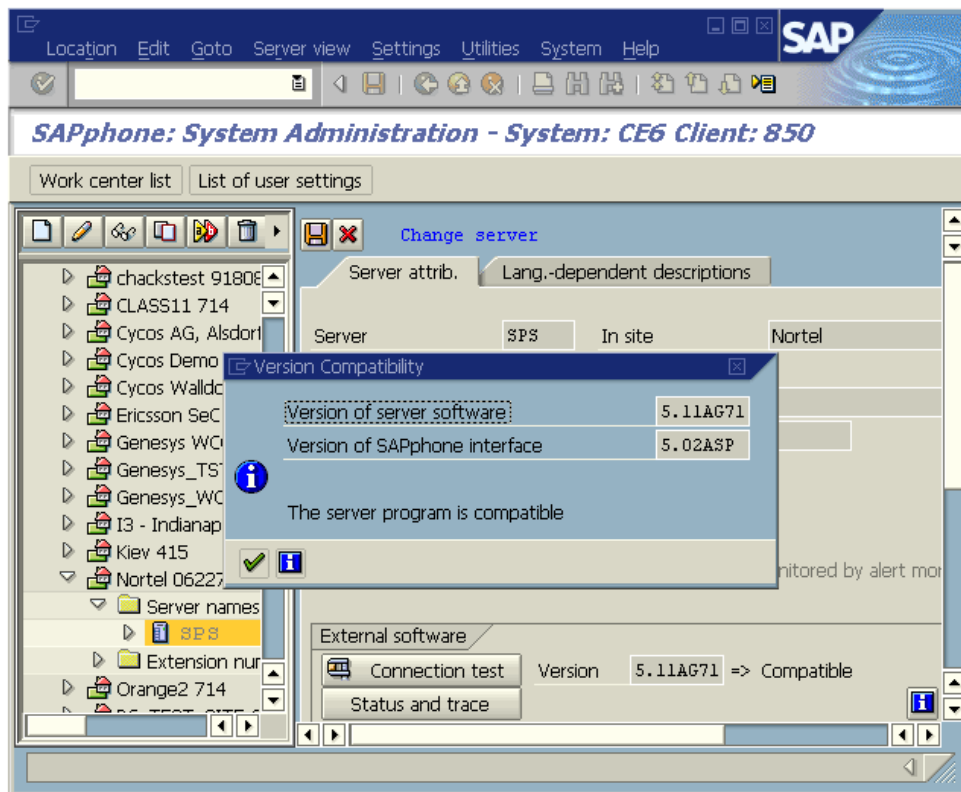 Location Edit Goto Server view Settings Utilities System Help
SAP
SAPphone: System Administration - System: CE6 Client: 850
Work center list List of user settings
Change server
Server attrib. Lang.-dependent descriptions
chackstest 91808
CLASS11 714
Cycos AG, Alsdorf
Cycos Demo
Cycos Walldo
Ericsson SeC
Genesys WC
Genesys_TST
Genesys_WC
I3 - Indianap
Kiev 415
Nortel 06227
Server names
SPS
Extension nur
Orange2 714
Server SPS In site Nortel
Version Compatibility
Version of server software 5.11AG71
Version of SAPphone interface 5.02ASP
The server program is compatible
nitored by alert mor
External software
Connection test Version 5.11AG71 => Compatible
Status and trace